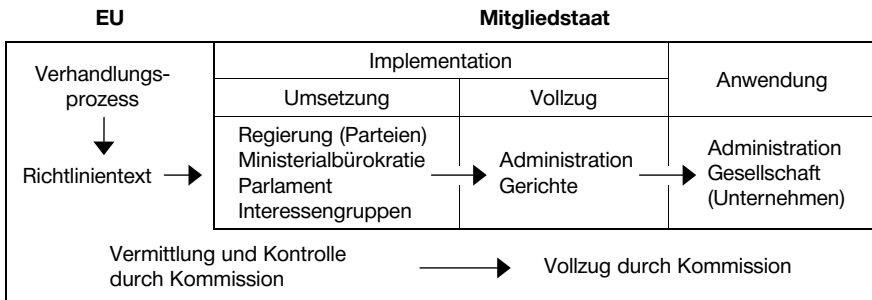 EU
Mitgliedstaat
Verhandlungs-
prozess
Richtlinientext
Implementation
Umsetzung
Vollzug
Anwendung
Regierung (Parteien)
Ministerialbürokratie
Parlament
Interessengruppen
Administration
Gerichte
Administration
Gesellschaft
(Unternehmen)
Vermittlung und Kontrolle
durch Kommission
Vollzug durch Kommission